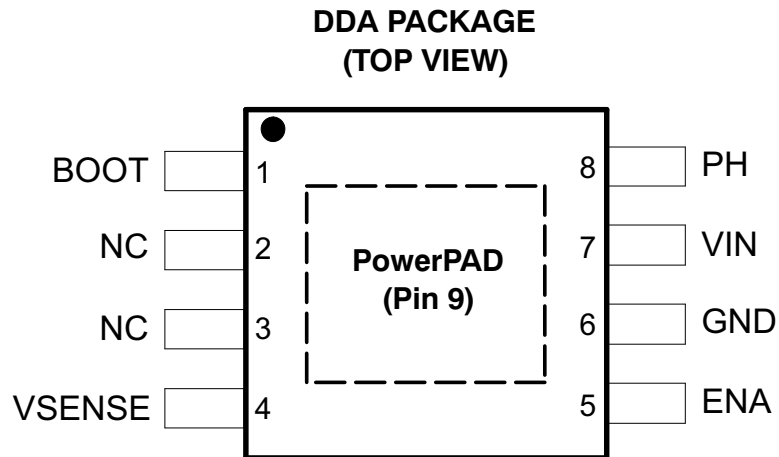 DDA PACKAGE
(TOP VIEW)
BOOT 1 8 PH
NC 2 7 VIN
PowerPAD
(Pin 9)
NC 3 6 GND
VSENSE 4 5 ENA